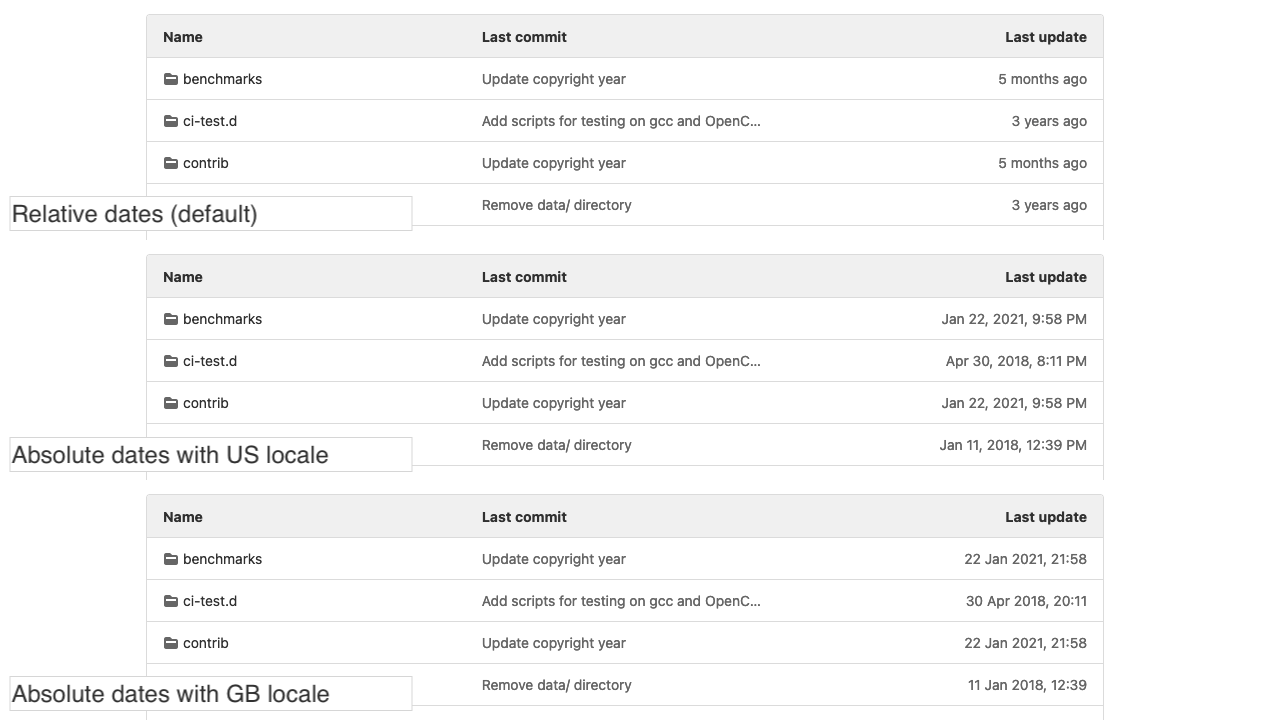 Name Last commit Last update
benchmarks Update copyright year 5 months ago
ci-test.d Add scripts for testing on gcc and OpenC... 3 years ago
contrib Update copyright year 5 months ago
Remove data/ directory 3 years ago
Relative dates (default)
Name Last commit Last update
benchmarks Update copyright year Jan 22, 2021, 9:58 PM
ci-test.d Add scripts for testing on gcc and OpenC... Apr 30, 2018, 8:11 PM
contrib Update copyright year Jan 22, 2021, 9:58 PM
Remove data/ directory Jan 11, 2018, 12:39 PM
Absolute dates with US locale
Name Last commit Last update
benchmarks Update copyright year 22 Jan 2021, 21:58
ci-test.d Add scripts for testing on gcc and OpenC... 30 Apr 2018, 20:11
contrib Update copyright year 22 Jan 2021, 21:58
Remove data/ directory 11 Jan 2018, 12:39
Absolute dates with GB locale